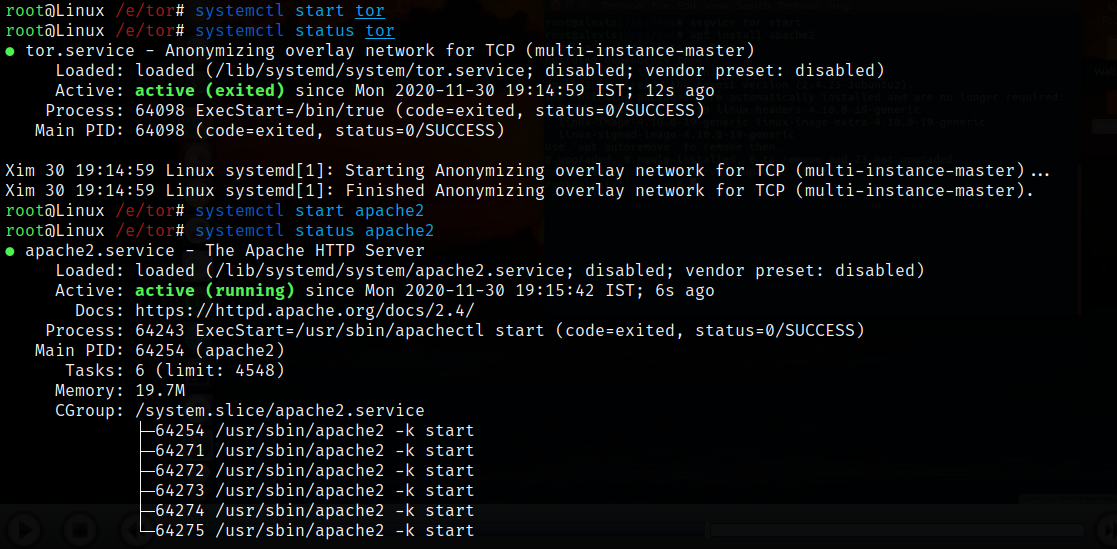 root@Linux /e/tor# systemctl start tor
root@Linux /e/tor# systemctl status tor
● tor.service - Anonymizing overlay network for TCP (multi-instance-master)
Loaded: loaded (/lib/systemd/system/tor.service; disabled; vendor preset: disabled)
Active: active (exited) since Mon 2020-11-30 19:14:59 IST; 12s ago
Process: 64098 ExecStart=/bin/true (code=exited, status=0/SUCCESS)
Main PID: 64098 (code=exited, status=0/SUCCESS)
Xim 30 19:14:59 Linux systemd[1]: Starting Anonymizing overlay network for TCP (multi-instance-master)...
Xim 30 19:14:59 Linux systemd[1]: Finished Anonymizing overlay network for TCP (multi-instance-master).
root@Linux /e/tor# systemctl start apache2
root@Linux /e/tor# systemctl status apache2
● apache2.service - The Apache HTTP Server
Loaded: loaded (/lib/systemd/system/apache2.service; disabled; vendor preset: disabled)
Active: active (running) since Mon 2020-11-30 19:15:42 IST; 6s ago
Docs: https://httpd.apache.org/docs/2.4/
Process: 64243 ExecStart=/usr/sbin/apachectl start (code=exited, status=0/SUCCESS)
Main PID: 64254 (apache2)
Tasks: 6 (limit: 4548)
Memory: 19.7M
CGroup: /system.slice/apache2.service
├─64254 /usr/sbin/apache2 -k start
├─64271 /usr/sbin/apache2 -k start
├─64272 /usr/sbin/apache2 -k start
├─64273 /usr/sbin/apache2 -k start
├─64274 /usr/sbin/apache2 -k start
└─64275 /usr/sbin/apache2 -k start